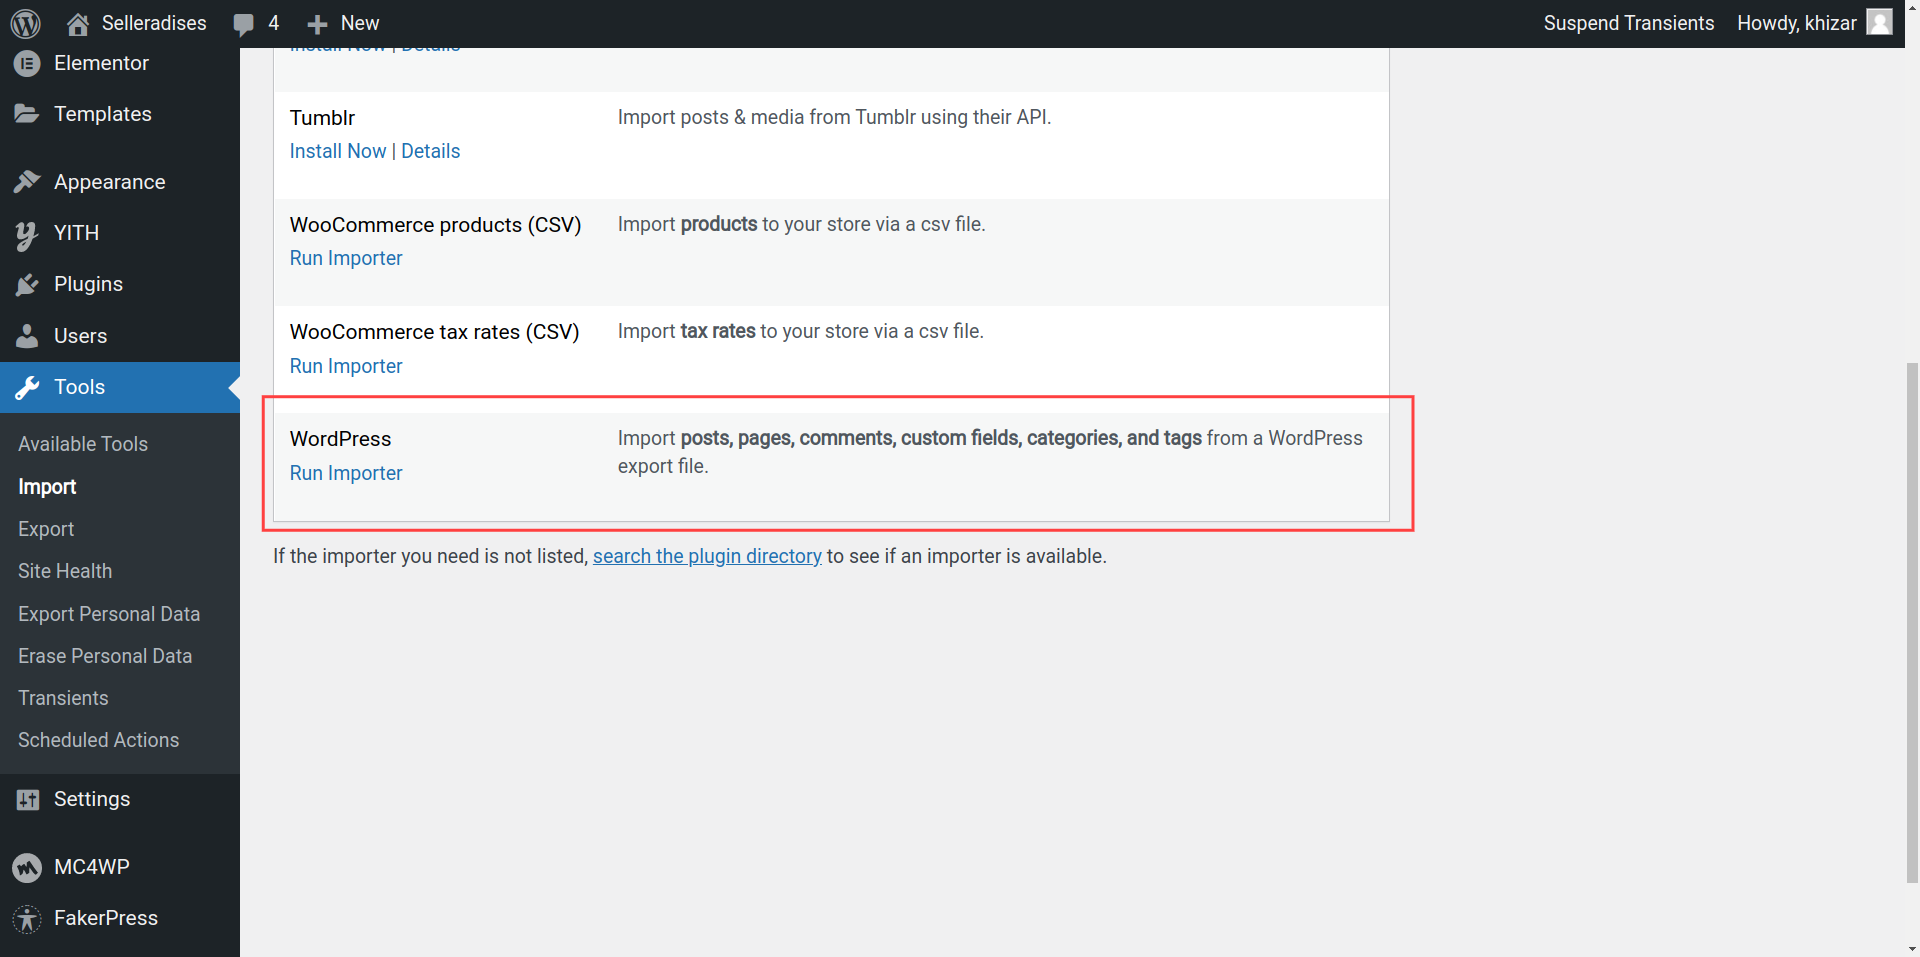 Selleradises
4
New
Suspend Transients
Howdy, khizar
Elementor
Templates
Appearance
YITH
Plugins
Users
Tools
Available Tools
Import
Export
Site Health
Export Personal Data
Erase Personal Data
Transients
Scheduled Actions
Settings
MC4WP
FakerPress
Install Now | Details
Tumblr
Import posts & media from Tumblr using their API.
Install Now | Details
WooCommerce products (CSV)
Import products to your store via a csv file.
Run Importer
WooCommerce tax rates (CSV)
Import tax rates to your store via a csv file.
Run Importer
WordPress
Import posts, pages, comments, custom fields, categories, and tags from a WordPress
export file.
Run Importer
If the importer you need is not listed, search the plugin directory to see if an importer is available.